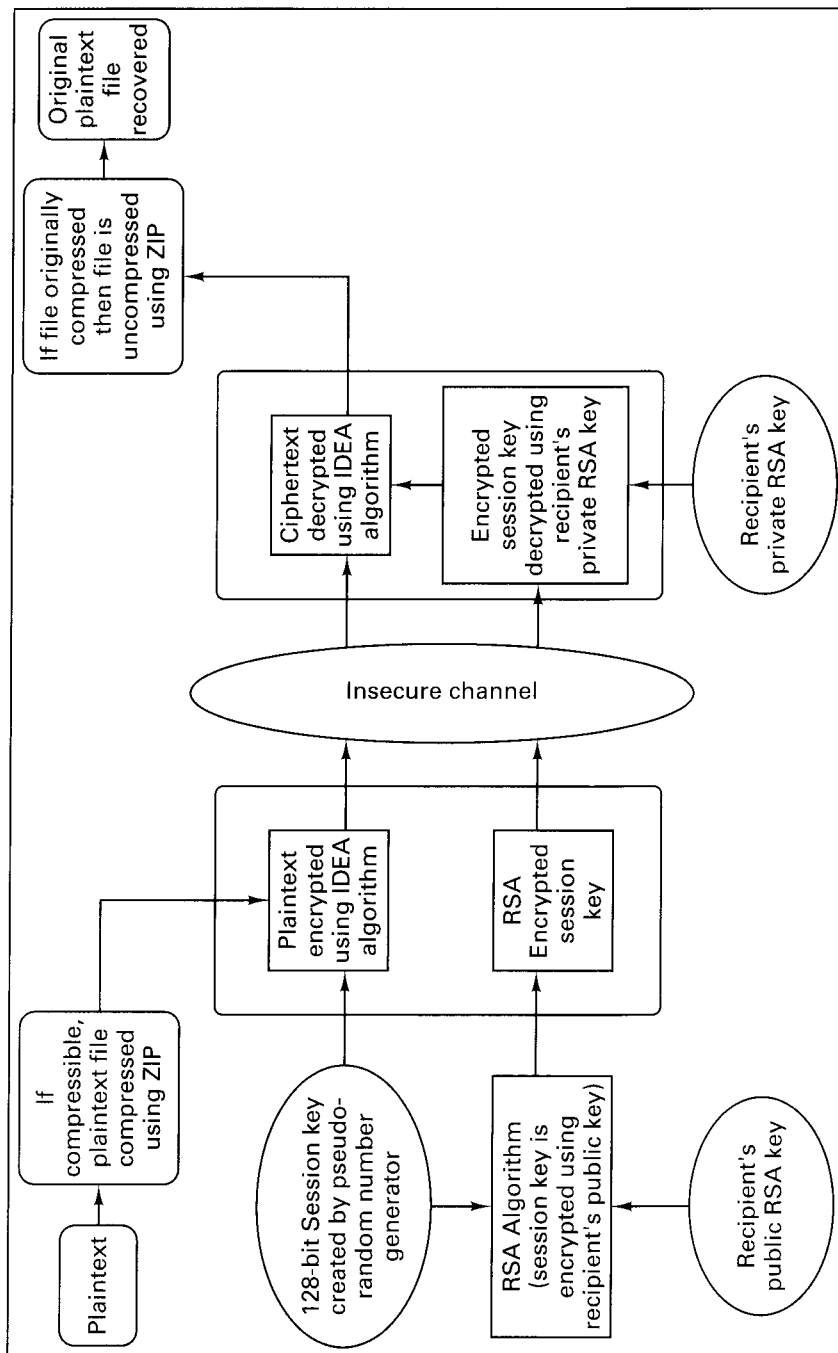 Plaintext
If
compressible,
plaintext file
compressed
using ZIP
128-bit Session key
created by pseudo-
random number
generator
RSA Algorithm
(session key is
encrypted using
recipient's public key)
Recipient's
public RSA key
Plaintext
encrypted
using IDEA
algorithm
RSA
Encrypted
session
key
Insecure channel
Ciphertext
decrypted
using IDEA
algorithm
Encrypted
session key
decrypted using
recipient's
private RSA key
Recipient's
private RSA key
If file originally
compressed
then file is
uncompressed
using ZIP
Original
plaintext
file
recovered